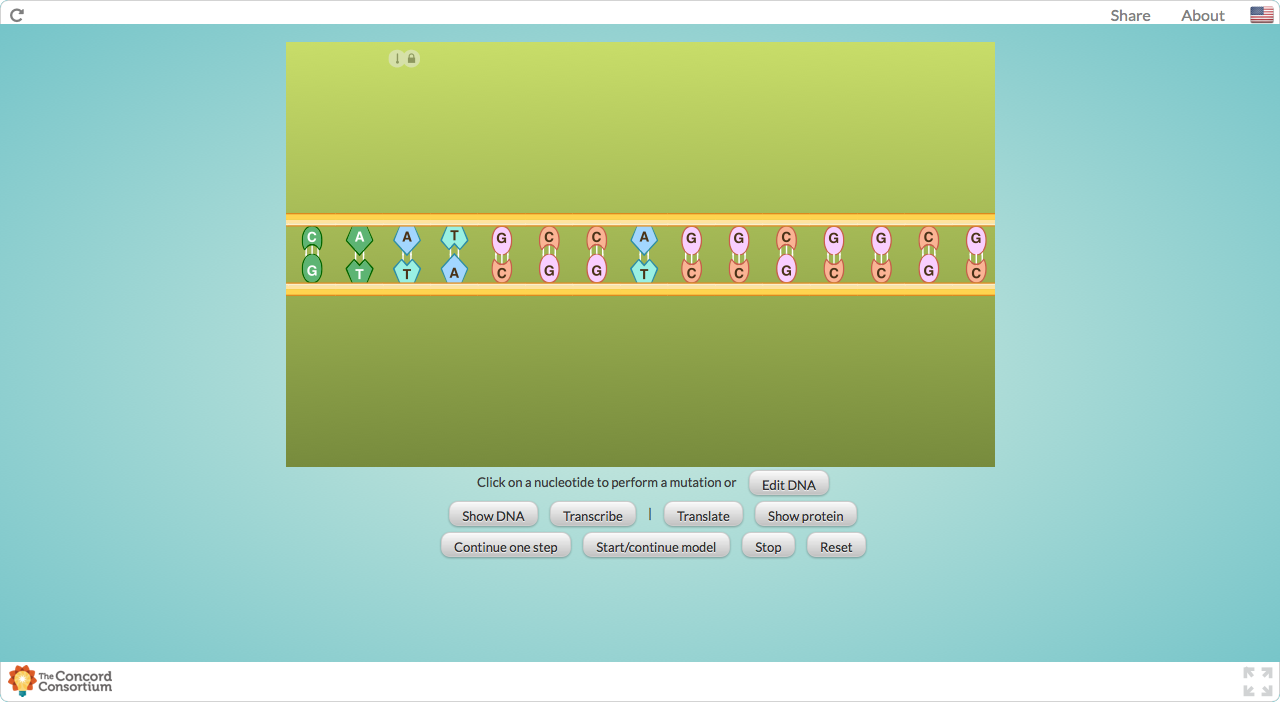 Share About
C A A T G C C A G G C G G C G
G T T A C G G T C C G C C G C
Click on a nucleotide to perform a mutation or Edit DNA
Show DNA Transcribe | Translate Show protein
Continue one step Start/continue model Stop Reset
The Concord
Consortium